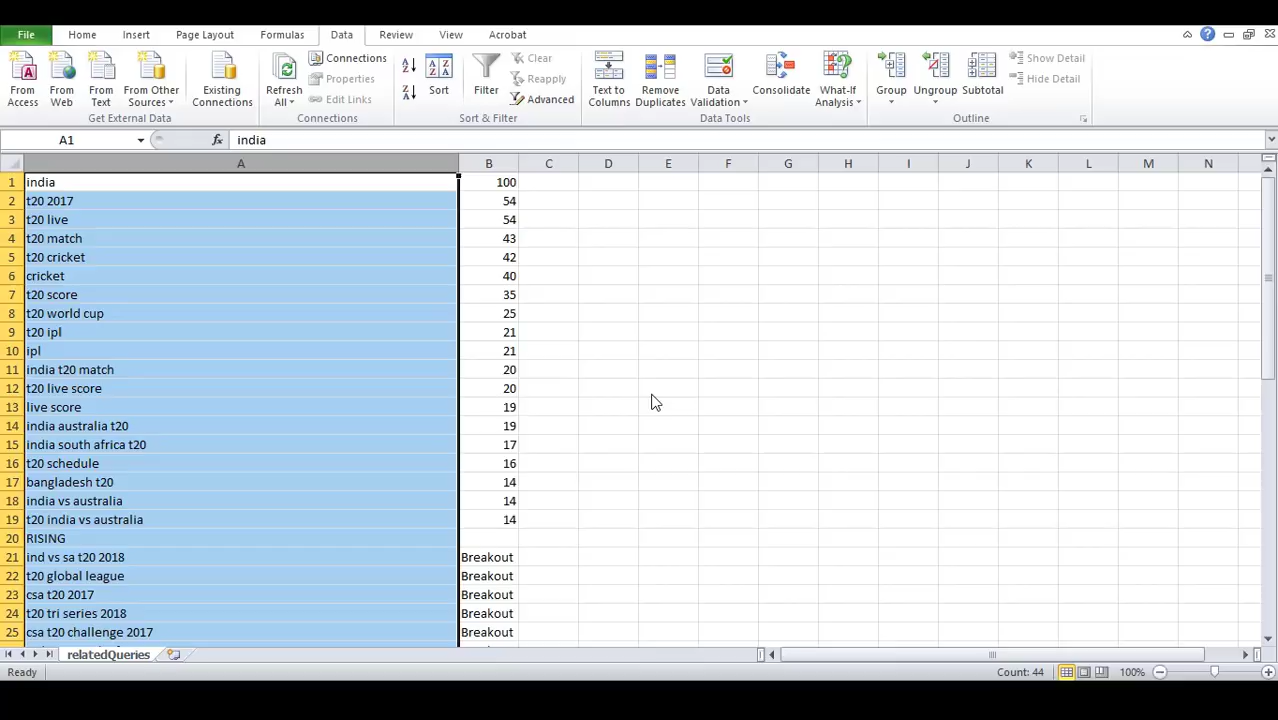 File Home Insert Page Layout Formulas Data Review View Acrobat
From Access
From Web
From Text
From Other Sources
Existing Connections
Get External Data
Refresh All
Connections
Properties
Edit Links
Connections
Sort
Filter
Clear
Reapply
Advanced
Sort & Filter
Text to Columns
Remove Duplicates
Data Validation
Consolidate
What-If Analysis
Data Tools
Group
Ungroup
Subtotal
Show Detail
Hide Detail
Outline
A1 fx india
A B C D E F G H I J K L M N
1 india 100
2 t20 2017 54
3 t20 live 54
4 t20 match 43
5 t20 cricket 42
6 cricket 40
7 t20 score 35
8 t20 world cup 25
9 t20 ipl 21
10 ipl 21
11 india t20 match 20
12 t20 live score 20
13 live score 19
14 india australia t20 19
15 india south africa t20 17
16 t20 schedule 16
17 bangladesh t20 14
18 india vs australia 14
19 t20 india vs australia 14
20 RISING
21 ind vs sa t20 2018 Breakout
22 t20 global league Breakout
23 csa t20 2017 Breakout
24 t20 tri series 2018 Breakout
25 csa t20 challenge 2017 Breakout
relatedQueries
Ready Count: 44 100%